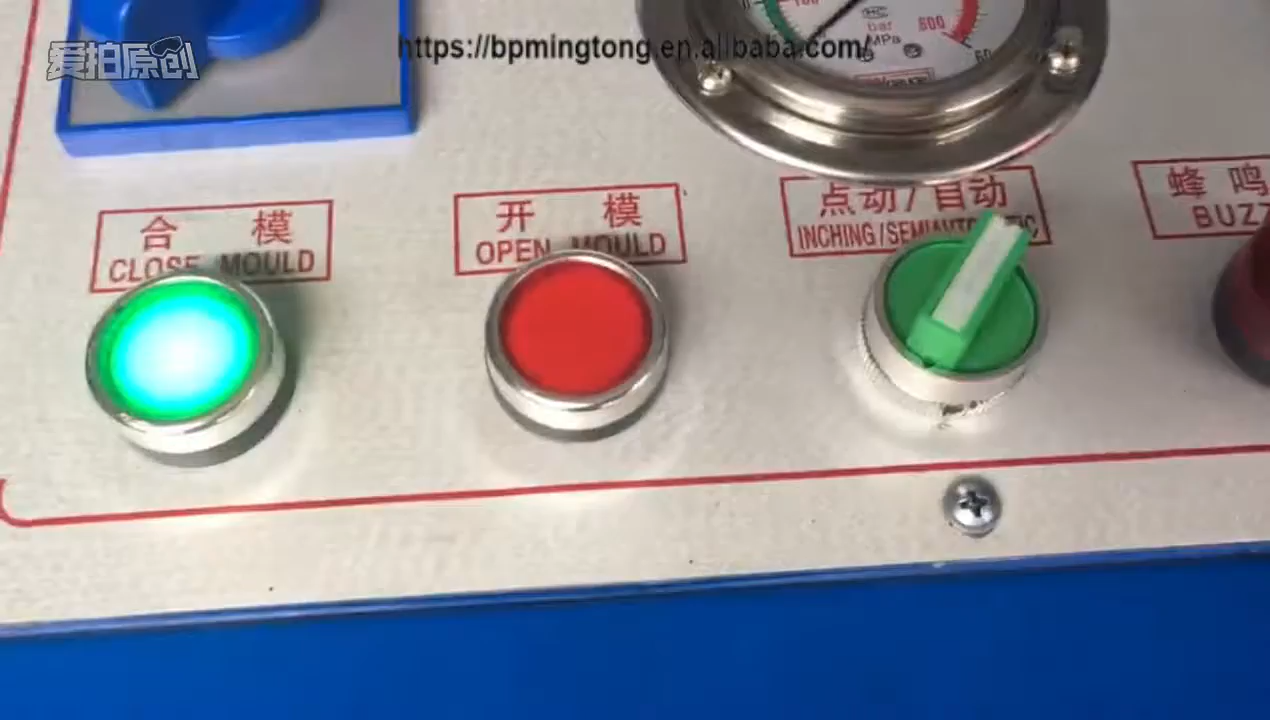 爱拍原创
https://bpmingtong.en.alibaba.com/
bar
MPa
600
合 模
CLOSE MOULD
开 模
OPEN MOULD
点动/自动
INCHING/SEMIAUTOMATIC
蜂 鸣
BUZZ